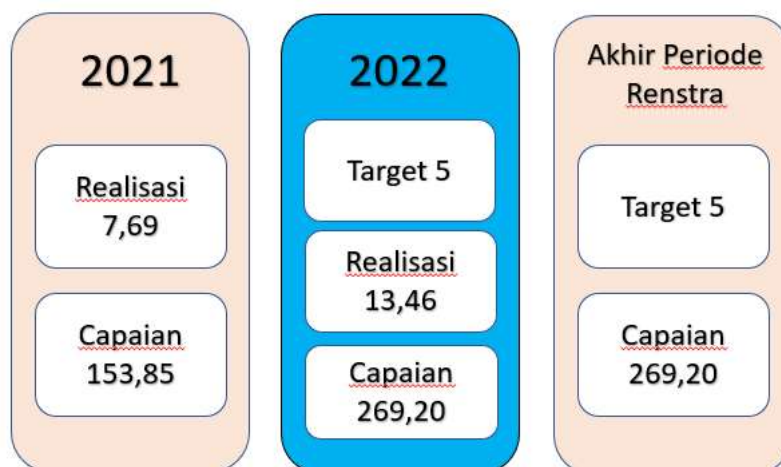 2021
Realisasi
7,69
Capaian
153,85
2022
Target 5
Realisasi
13,46
Capaian
269,20
Akhir Periode
Renstra
Target 5
Capaian
269,20